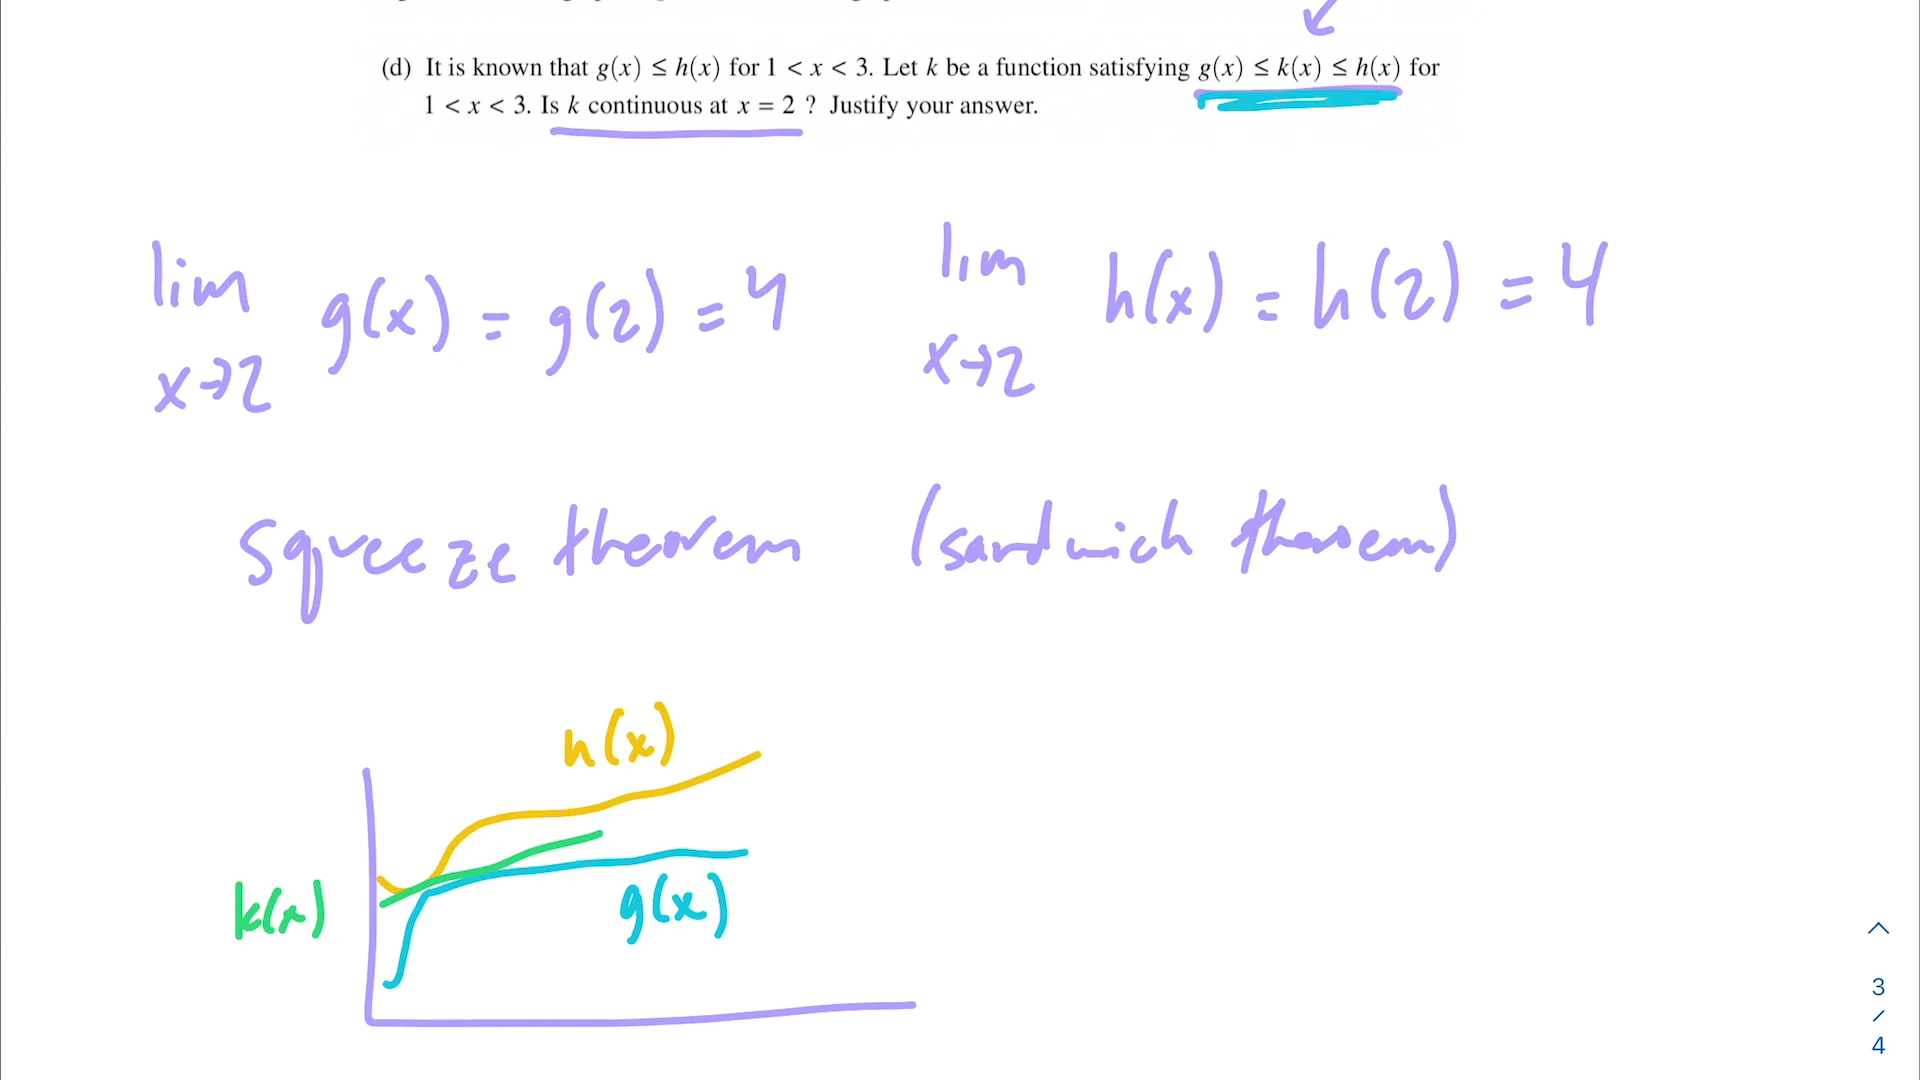 (d) It is known that g(x) ≤ h(x) for 1 < x < 3. Let k be a function satisfying g(x) ≤ k(x) ≤ h(x) for
1 < x < 3. Is k continuous at x = 2 ? Justify your answer.
lim x→2 g(x) = g(2) = 4
lim x→2 h(x) = h(2) = 4
squeeze theorem (sandwich theorem)
h(x)
k(x)
g(x)
3
/
4